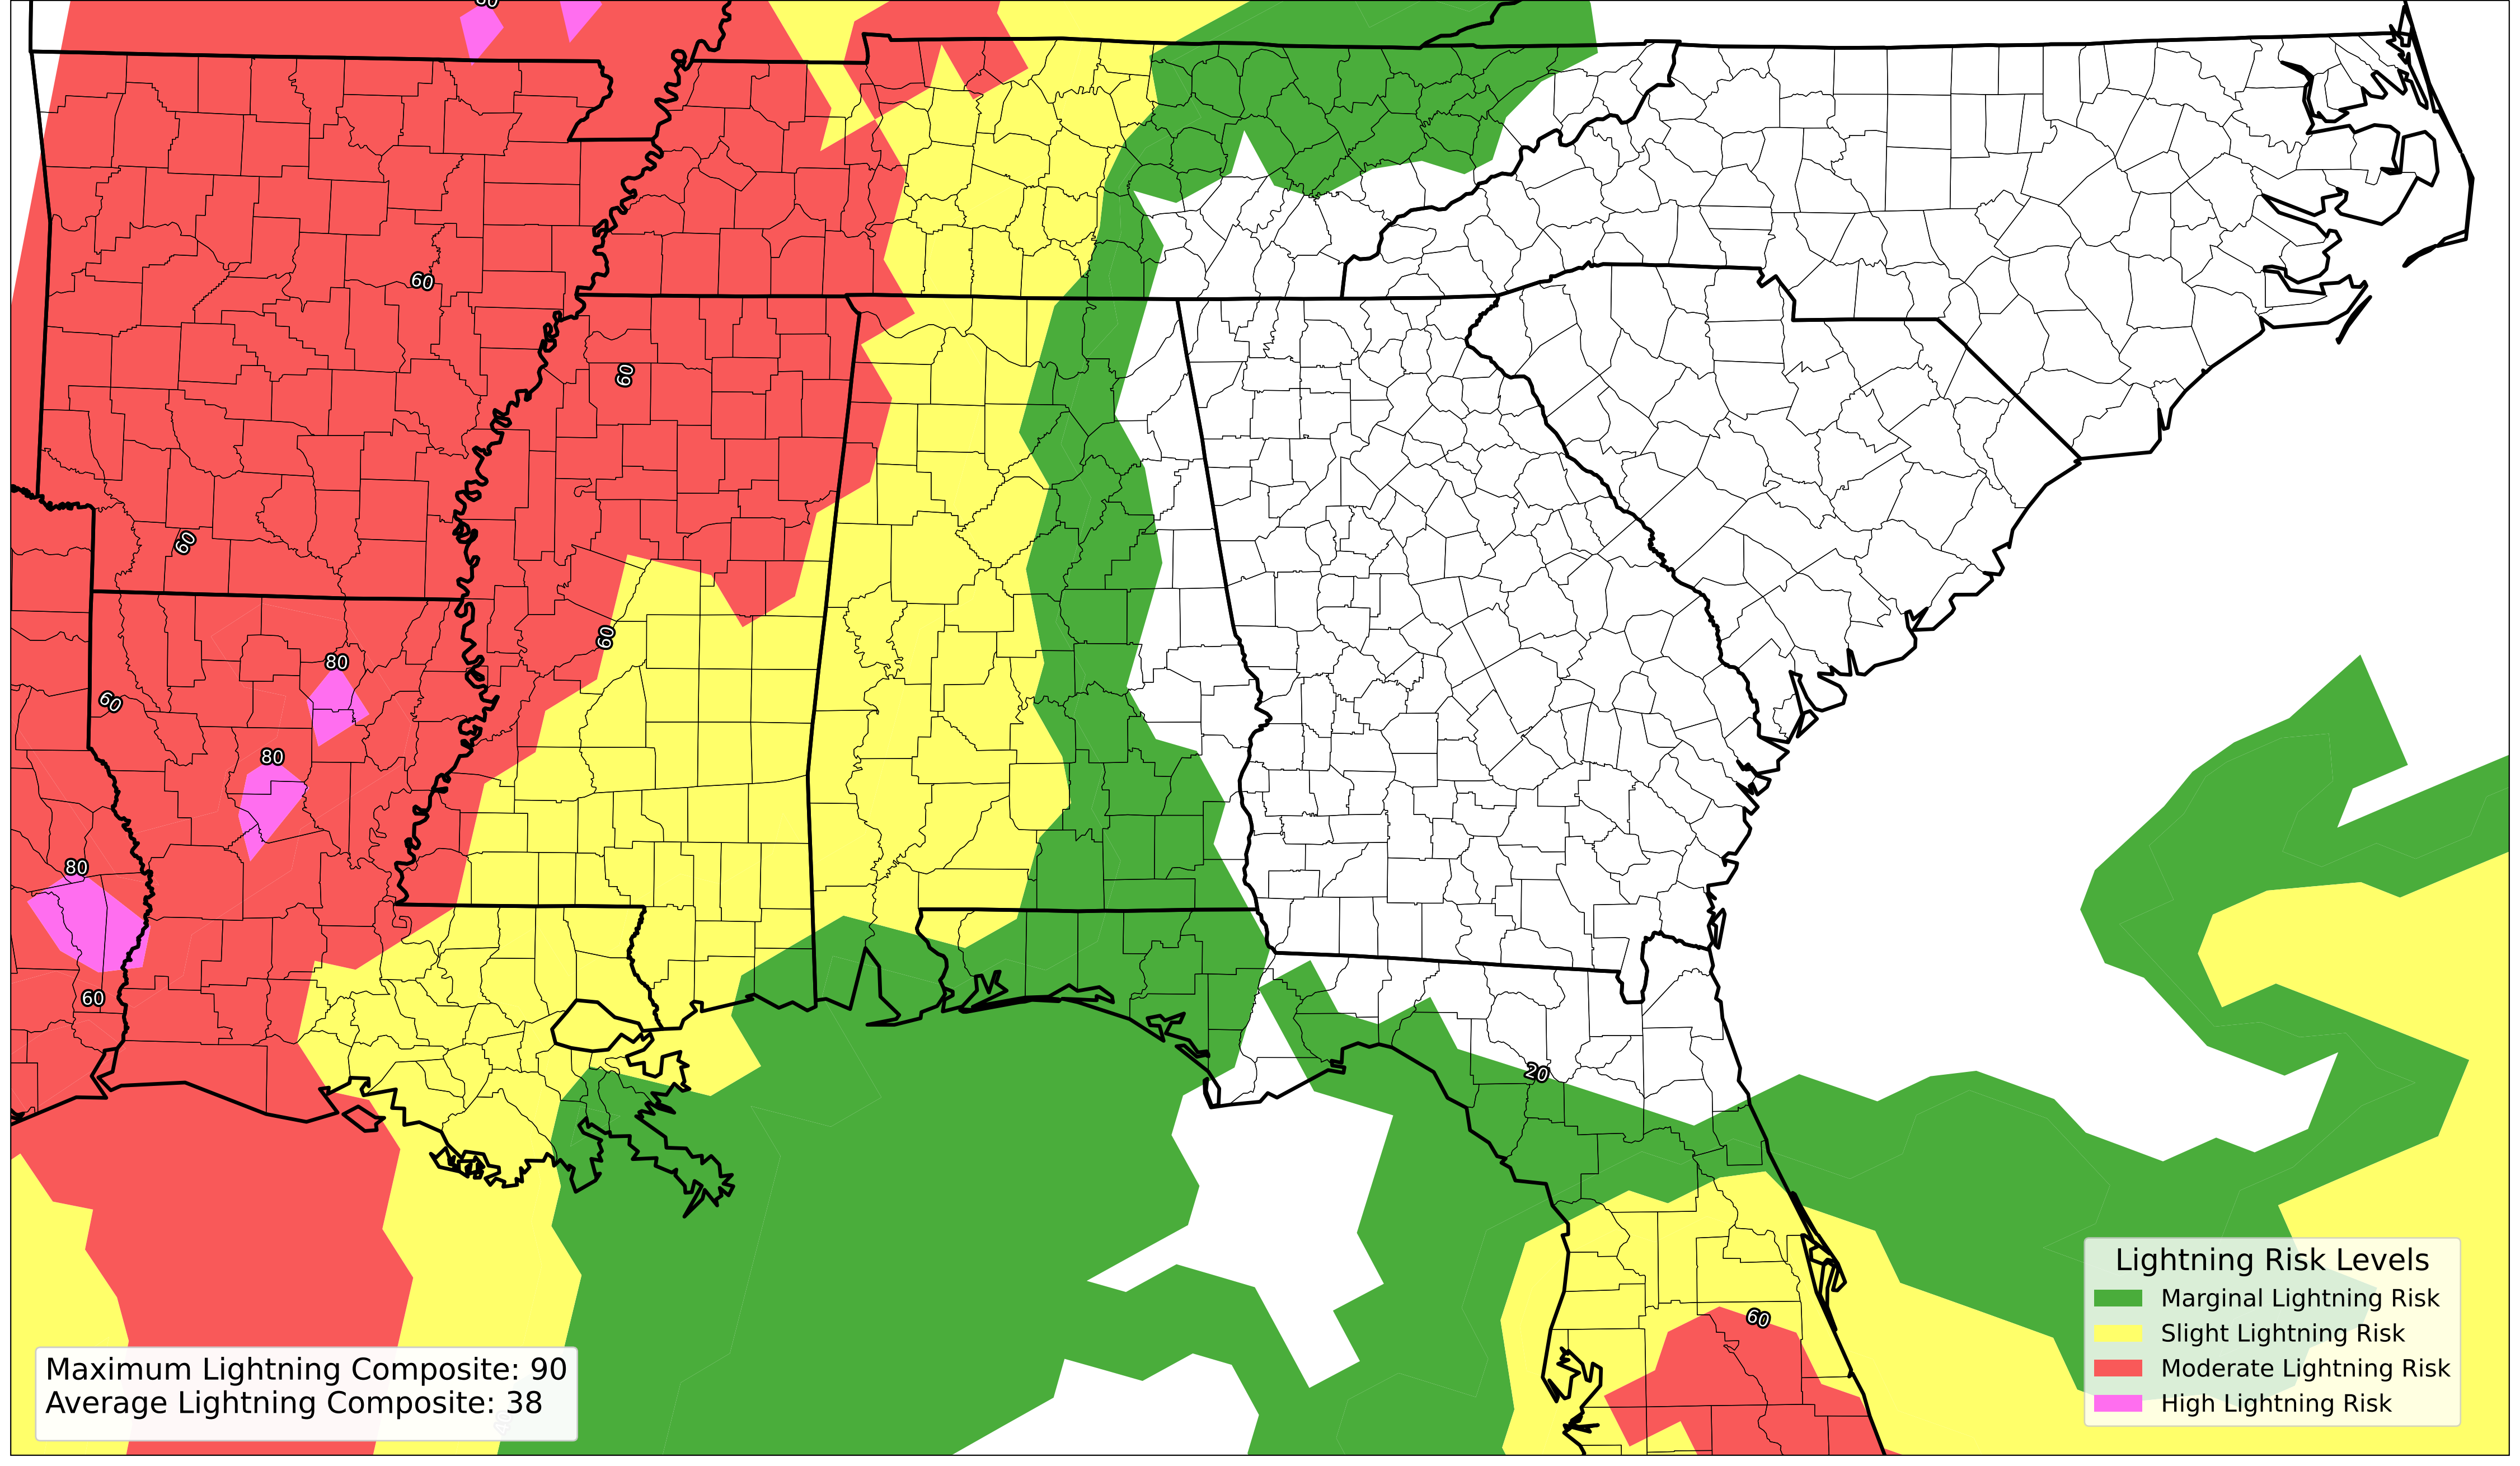 60
60
60
60
60
80
60
80
80
60
20
60
Lightning Risk Levels
Marginal Lightning Risk
Slight Lightning Risk
Moderate Lightning Risk
High Lightning Risk
Maximum Lightning Composite: 90
Average Lightning Composite: 38